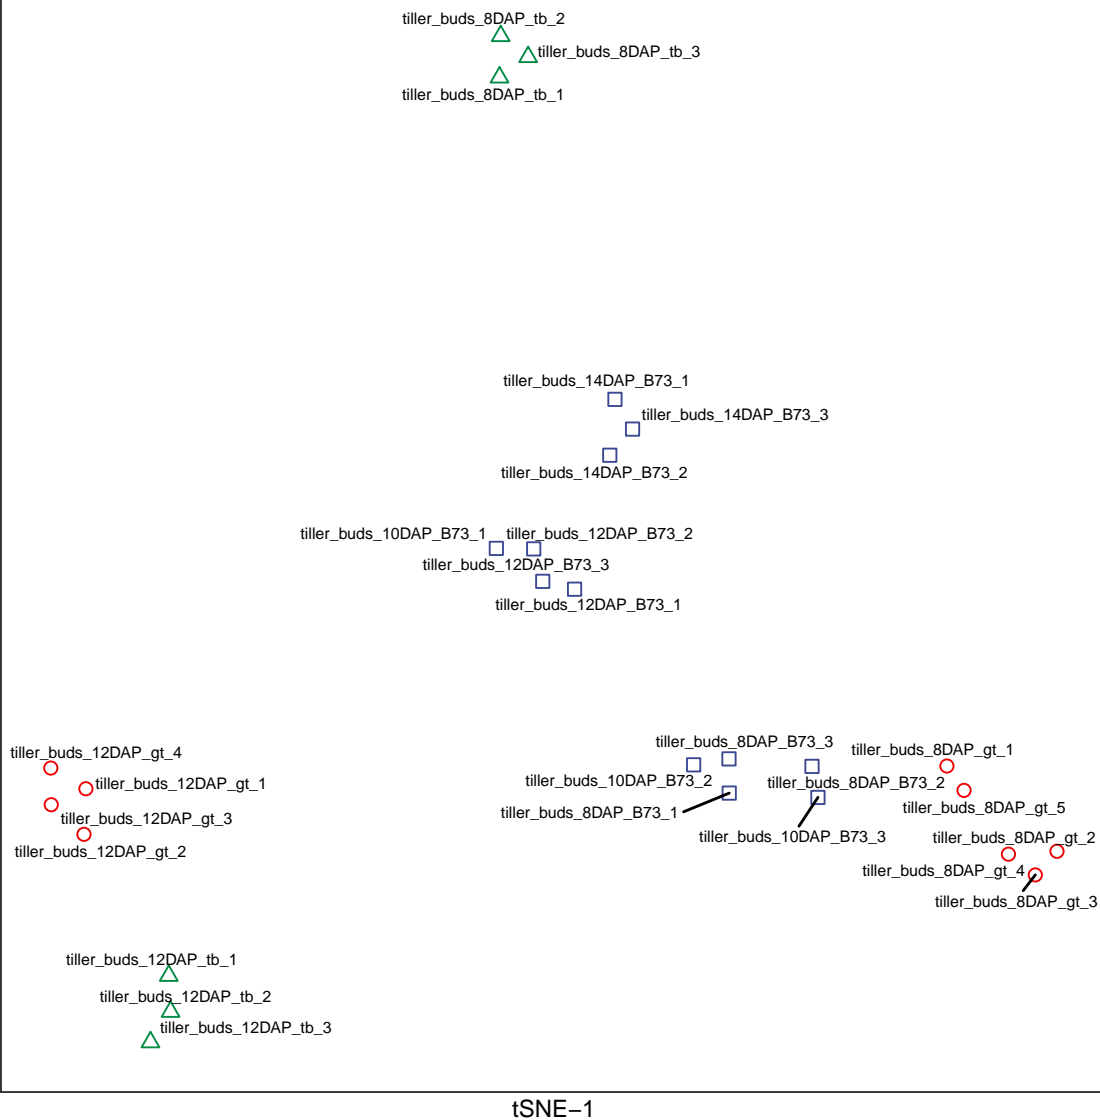 tiller_buds_8DAP_tb_2
tiller_buds_8DAP_tb_3
tiller_buds_8DAP_tb_1
tiller_buds_14DAP_B73_1
tiller_buds_14DAP_B73_3
tiller_buds_14DAP_B73_2
tiller_buds_10DAP_B73_1
tiller_buds_12DAP_B73_2
tiller_buds_12DAP_B73_3
tiller_buds_12DAP_B73_1
tiller_buds_8DAP_B73_3
tiller_buds_8DAP_gt_1
tiller_buds_12DAP_gt_4
tiller_buds_12DAP_gt_1
tiller_buds_10DAP_B73_2
tiller_buds_8DAP_B73_2
tiller_buds_8DAP_gt_5
tiller_buds_8DAP_B73_1
tiller_buds_12DAP_gt_3
tiller_buds_10DAP_B73_3
tiller_buds_8DAP_gt_2
tiller_buds_12DAP_gt_2
tiller_buds_8DAP_gt_4
tiller_buds_8DAP_gt_3
tiller_buds_12DAP_tb_1
tiller_buds_12DAP_tb_2
tiller_buds_12DAP_tb_3
tSNE−1